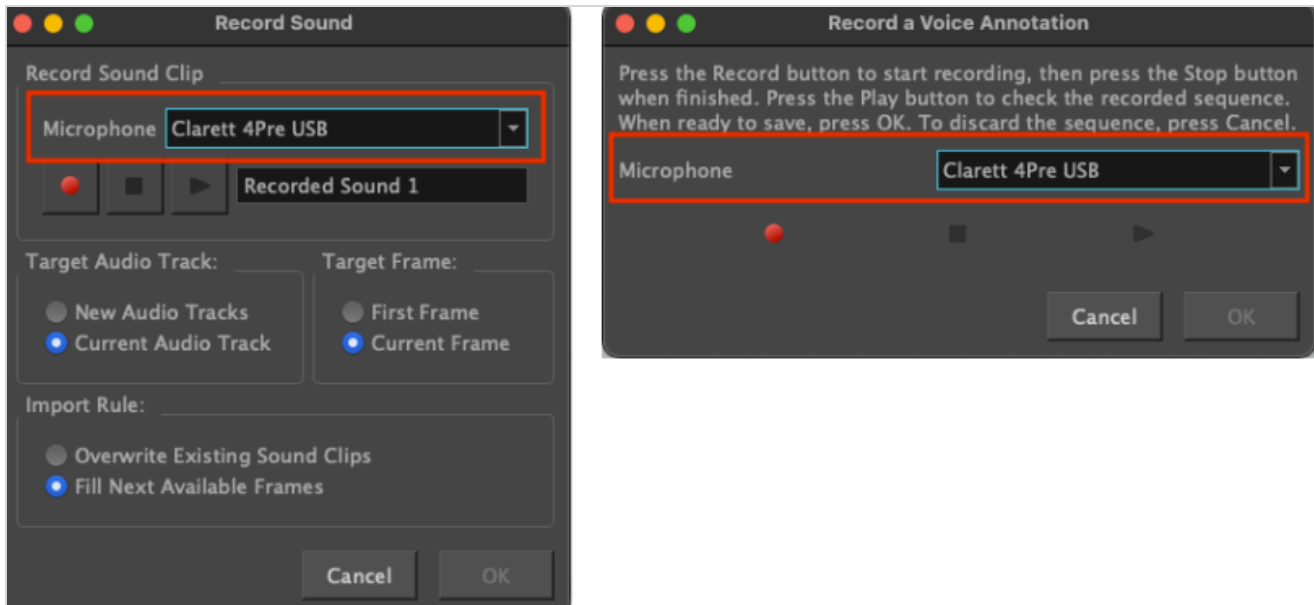 Record Sound
Record Sound Clip
Microphone Clarett 4Pre USB
Recorded Sound 1
Target Audio Track:
New Audio Tracks
Current Audio Track
Target Frame:
First Frame
Current Frame
Import Rule:
Overwrite Existing Sound Clips
Fill Next Available Frames
Cancel OK
Record a Voice Annotation
Press the Record button to start recording, then press the Stop button
when finished. Press the Play button to check the recorded sequence.
When ready to save, press OK. To discard the sequence, press Cancel.
Microphone Clarett 4Pre USB
Cancel OK